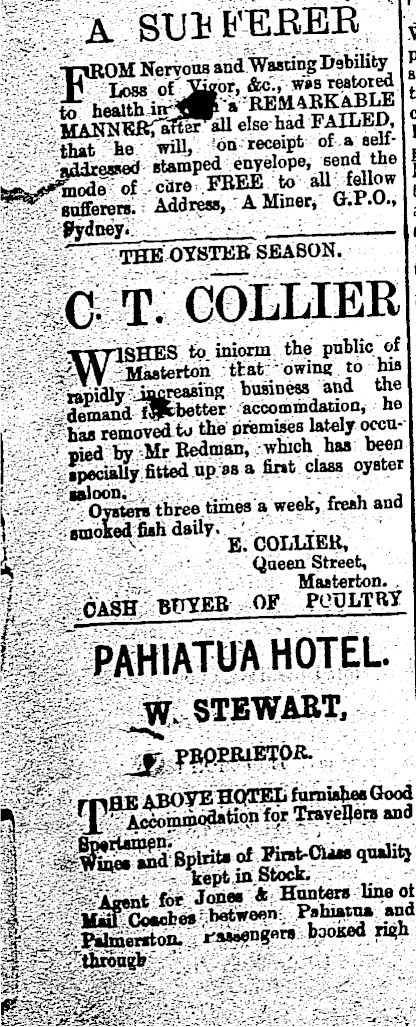 A SUFFERER
FROM Nervous and Wasting Debility
Loss of Vigor, &c., was restored
to health in a REMARKABLE
MANNER, after all else had FAILED,
that he will, on receipt of a self-
addressed stamped envelope, send the
mode of cure FREE to all fellow
sufferers. Address, A Miner, G.P.O.,
Sydney.
THE OYSTER SEASON.
C. T. COLLIER
WISHES to iniorm the public of
Masterton that owing to his
rapidly increasing business and the
demand for better accommdation, he
has removed to the premises lately occu-
pied by Mr Redman, which has been
specially fitted up as a first class oyster
saloon.
Oysters three times a week, fresh and
smoked fish daily.
E. COLLIER,
Queen Street,
Masterton.
CASH BUYER OF POULTRY
PAHIATUA HOTEL.
W. STEWART,
PROPRIETOR.
THE ABOVE HOTEL furnishes Good
Accommodation for Travellers and
Sportsmen.
Wines and Spirits of First-Class quality
kept in Stock.
Agent for Jones & Hunters line of
Mail Coaches between Pahiatua and
Palmerston. Passengers booked righ
through